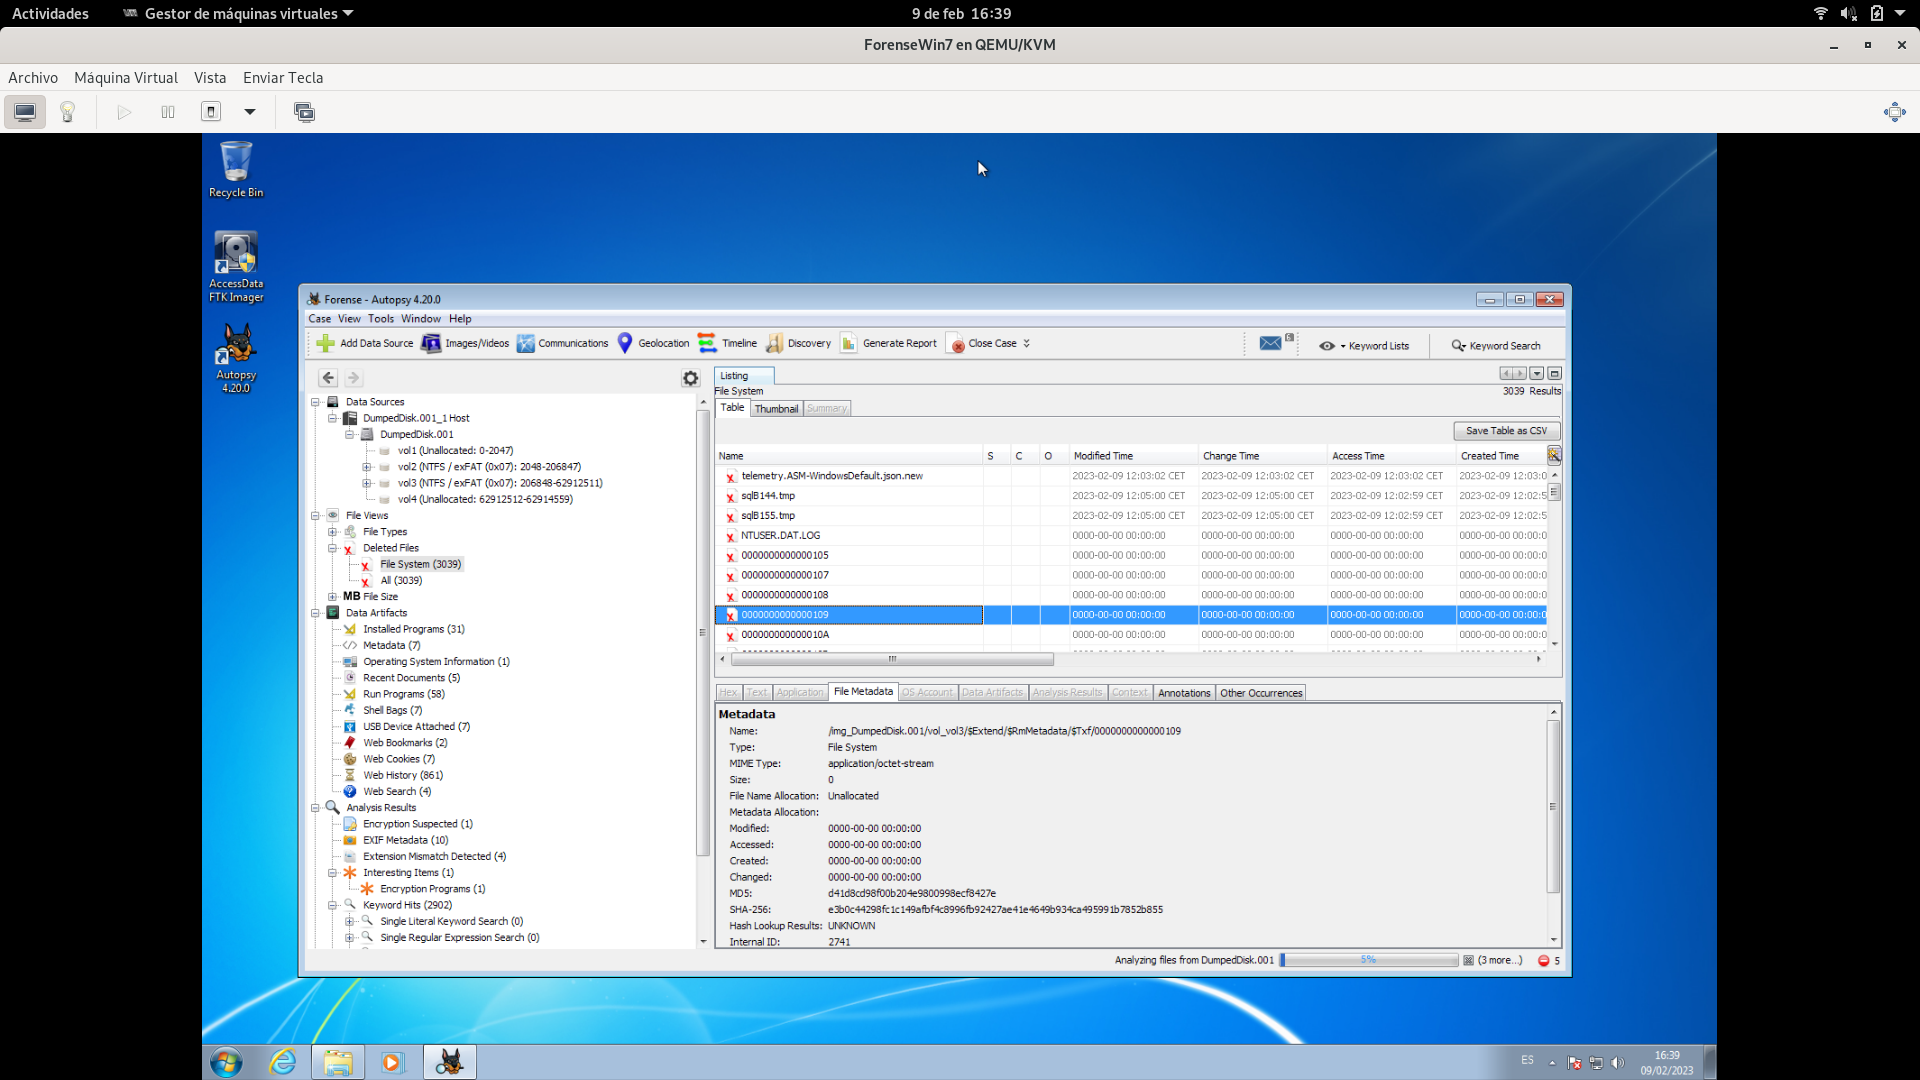 Actividades
Gestor de máquinas virtuales
9 de feb 16:39
ForenseWin7 en QEMU/KVM
Archivo Máquina Virtual Vista Enviar Tecla
Recycle Bin
AccessData FTK Imager
Autopsy 4.20.0
Forense - Autopsy 4.20.0
Case View Tools Window Help
Add Data Source Images/Videos Communications Geolocation Timeline Discovery Generate Report Close Case
Keyword Lists Keyword Search
Data Sources
DumpedDisk.001_1 Host
DumpedDisk.001
vol1 (Unallocated: 0-2047)
vol2 (NTFS / exFAT (0x07): 2048-206847)
vol3 (NTFS / exFAT (0x07): 206848-62912511)
vol4 (Unallocated: 62912512-62914559)
File Views
File Types
Deleted Files
File System (3039)
All (3039)
MB File Size
Data Artifacts
Installed Programs (31)
Metadata (7)
Operating System Information (1)
Recent Documents (5)
Run Programs (58)
Shell Bags (7)
USB Device Attached (7)
Web Bookmarks (2)
Web Cookies (7)
Web History (861)
Web Search (4)
Analysis Results
Encryption Suspected (1)
EXIF Metadata (10)
Extension Mismatch Detected (4)
Interesting Items (1)
Encryption Programs (1)
Keyword Hits (2902)
Single Literal Keyword Search (0)
Single Regular Expression Search (0)
Listing
File System
3039 Results
Table Thumbnail Summary
Save Table as CSV
Name S C O Modified Time Change Time Access Time Created Time
telemetry.ASM-WindowsDefault.json.new 2023-02-09 12:03:02 CET 2023-02-09 12:03:02 CET 2023-02-09 12:03:02 CET 2023-02-09 12:03:0
sqlB144.tmp 2023-02-09 12:05:00 CET 2023-02-09 12:05:00 CET 2023-02-09 12:02:59 CET 2023-02-09 12:02:5
sqlB155.tmp 2023-02-09 12:05:00 CET 2023-02-09 12:05:00 CET 2023-02-09 12:02:59 CET 2023-02-09 12:02:5
NTUSER.DAT.LOG 0000-00-00 00:00:00 0000-00-00 00:00:00 0000-00-00 00:00:00 0000-00-00 00:00:0
0000000000000105 0000-00-00 00:00:00 0000-00-00 00:00:00 0000-00-00 00:00:00 0000-00-00 00:00:0
0000000000000107 0000-00-00 00:00:00 0000-00-00 00:00:00 0000-00-00 00:00:00 0000-00-00 00:00:0
0000000000000108 0000-00-00 00:00:00 0000-00-00 00:00:00 0000-00-00 00:00:00 0000-00-00 00:00:0
0000000000000109 0000-00-00 00:00:00 0000-00-00 00:00:00 0000-00-00 00:00:00 0000-00-00 00:00:0
000000000000010A 0000-00-00 00:00:00 0000-00-00 00:00:00 0000-00-00 00:00:00 0000-00-00 00:00:0
Hex Text Application File Metadata OS Account Data Artifacts Analysis Results Context Annotations Other Occurrences
Metadata
Name: /img_DumpedDisk.001/vol_vol3/$Extend/$RmMetadata/$Txf/0000000000000109
Type: File System
MIME Type: application/octet-stream
Size: 0
File Name Allocation: Unallocated
Metadata Allocation:
Modified: 0000-00-00 00:00:00
Accessed: 0000-00-00 00:00:00
Created: 0000-00-00 00:00:00
Changed: 0000-00-00 00:00:00
MD5: d41d8cd98f00b204e9800998ecf8427e
SHA-256: e3b0c44298fc1c149afbf4c8996fb92427ae41e4649b934ca495991b7852b855
Hash Lookup Results: UNKNOWN
Internal ID: 2741
Analyzing files from DumpedDisk.001 5% (3 more...) 5
ES
16:39
09/02/2023